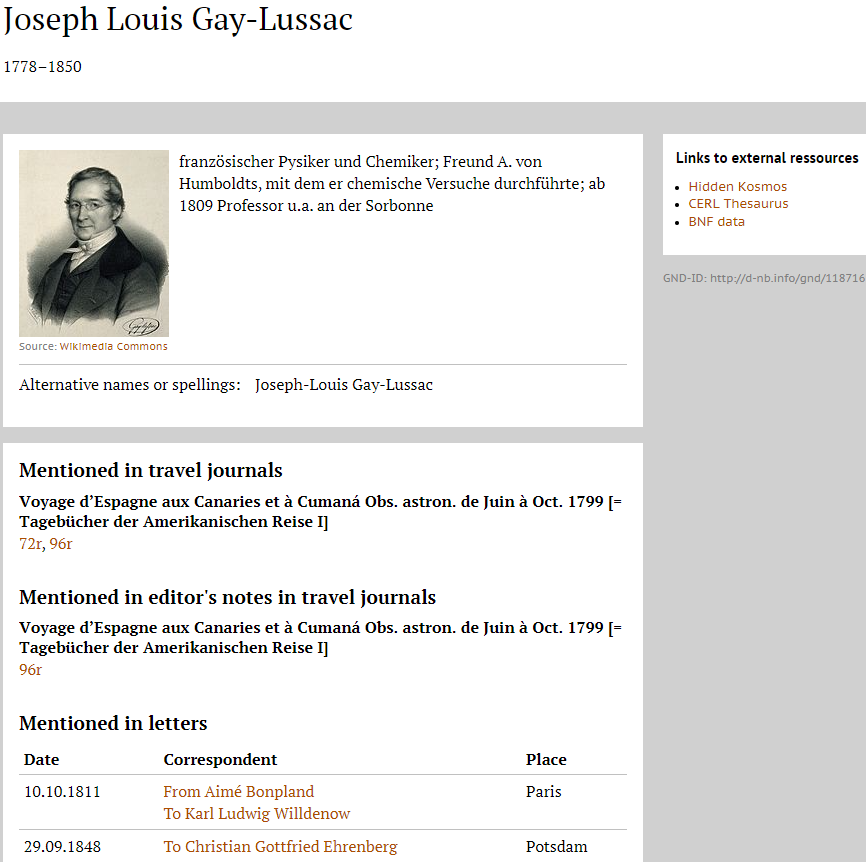 Joseph Louis Gay-Lussac
1778–1850
französischer Pysiker und Chemiker; Freund A. von
Humboldts, mit dem er chemische Versuche durchführte; ab
1809 Professor u.a. an der Sorbonne
Source: Wikimedia Commons
Alternative names or spellings: Joseph-Louis Gay-Lussac
Links to external ressources
Hidden Kosmos
CERL Thesaurus
BNF data
GND-ID: http://d-nb.info/gnd/118716
Mentioned in travel journals
Voyage d’Espagne aux Canaries et à Cumaná Obs. astron. de Juin à Oct. 1799 [=
Tagebücher der Amerikanischen Reise I]
72r, 96r
Mentioned in editor's notes in travel journals
Voyage d’Espagne aux Canaries et à Cumaná Obs. astron. de Juin à Oct. 1799 [=
Tagebücher der Amerikanischen Reise I]
96r
Mentioned in letters
Date Correspondent Place
10.10.1811 From Aimé Bonpland Paris
To Karl Ludwig Willdenow
29.09.1848 To Christian Gottfried Ehrenberg Potsdam